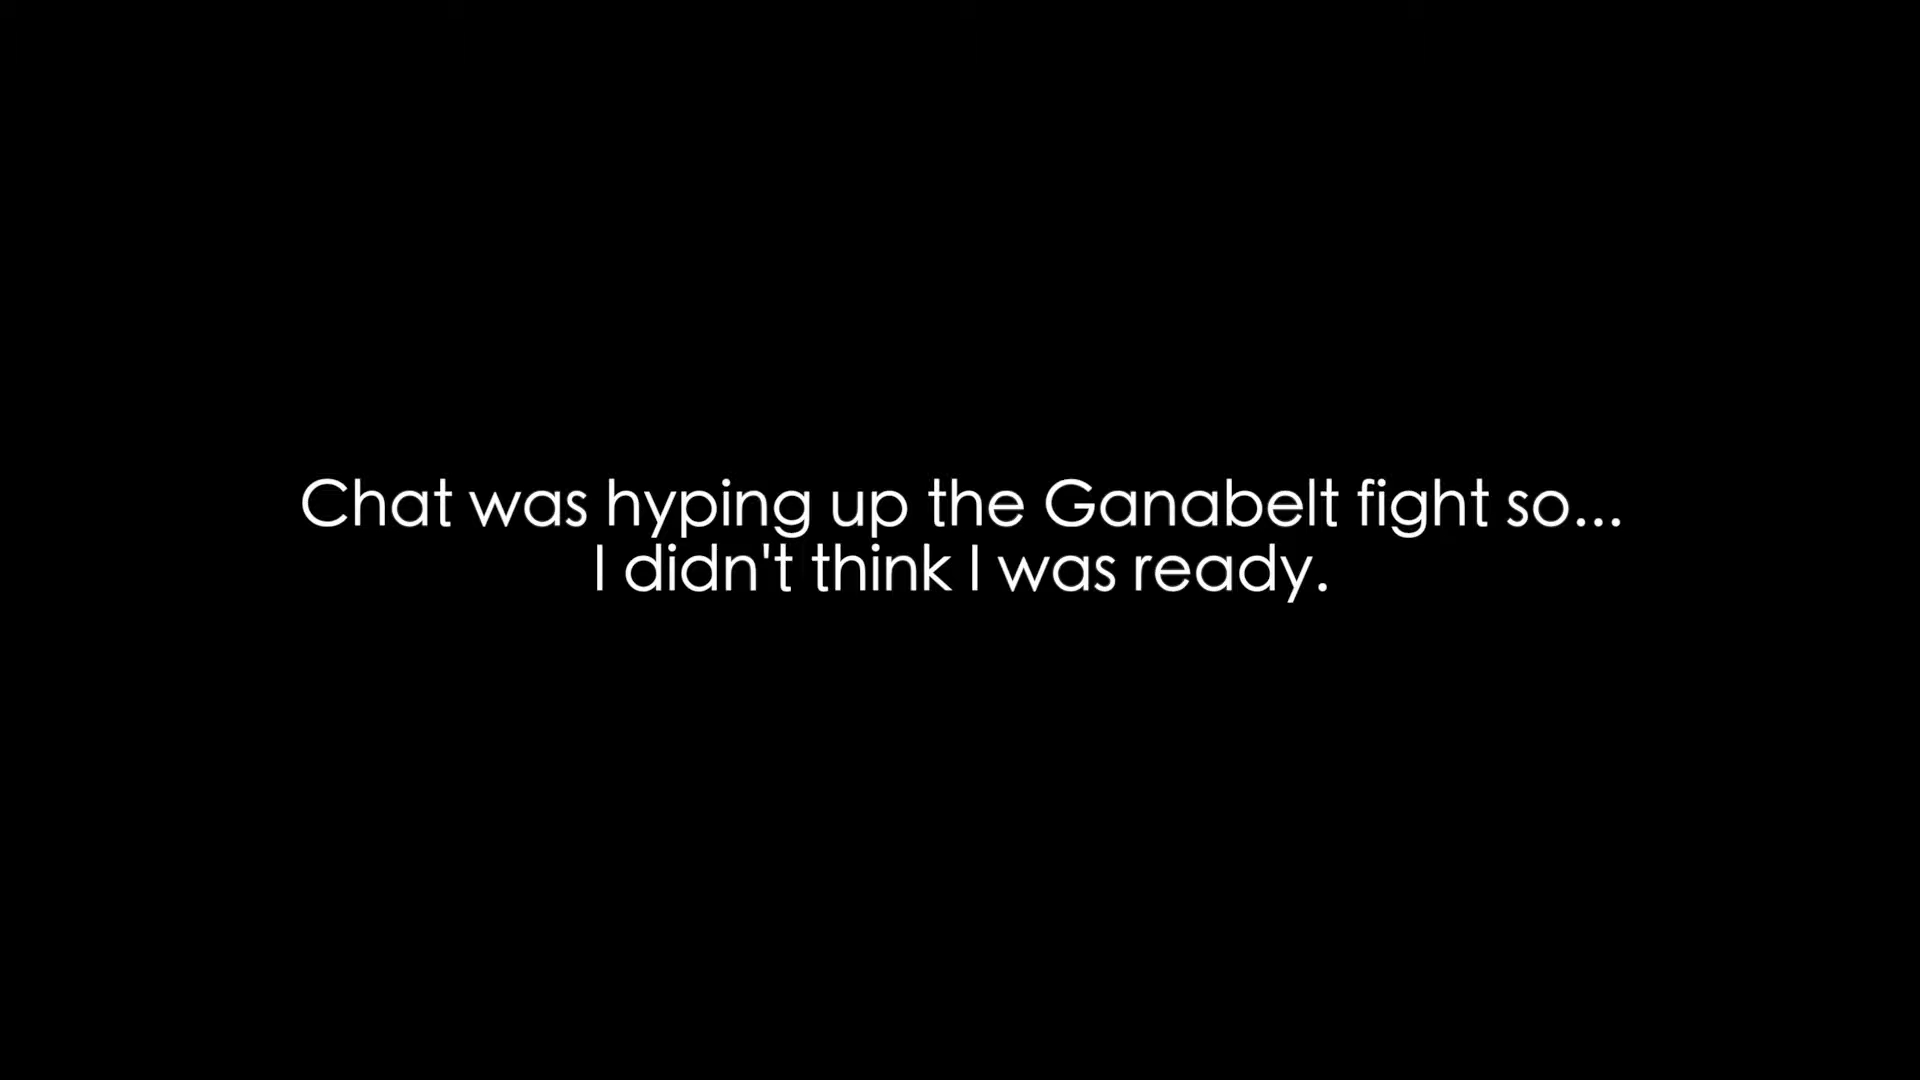 Chat was hyping up the Ganabelt fight so...
I didn't think I was ready.